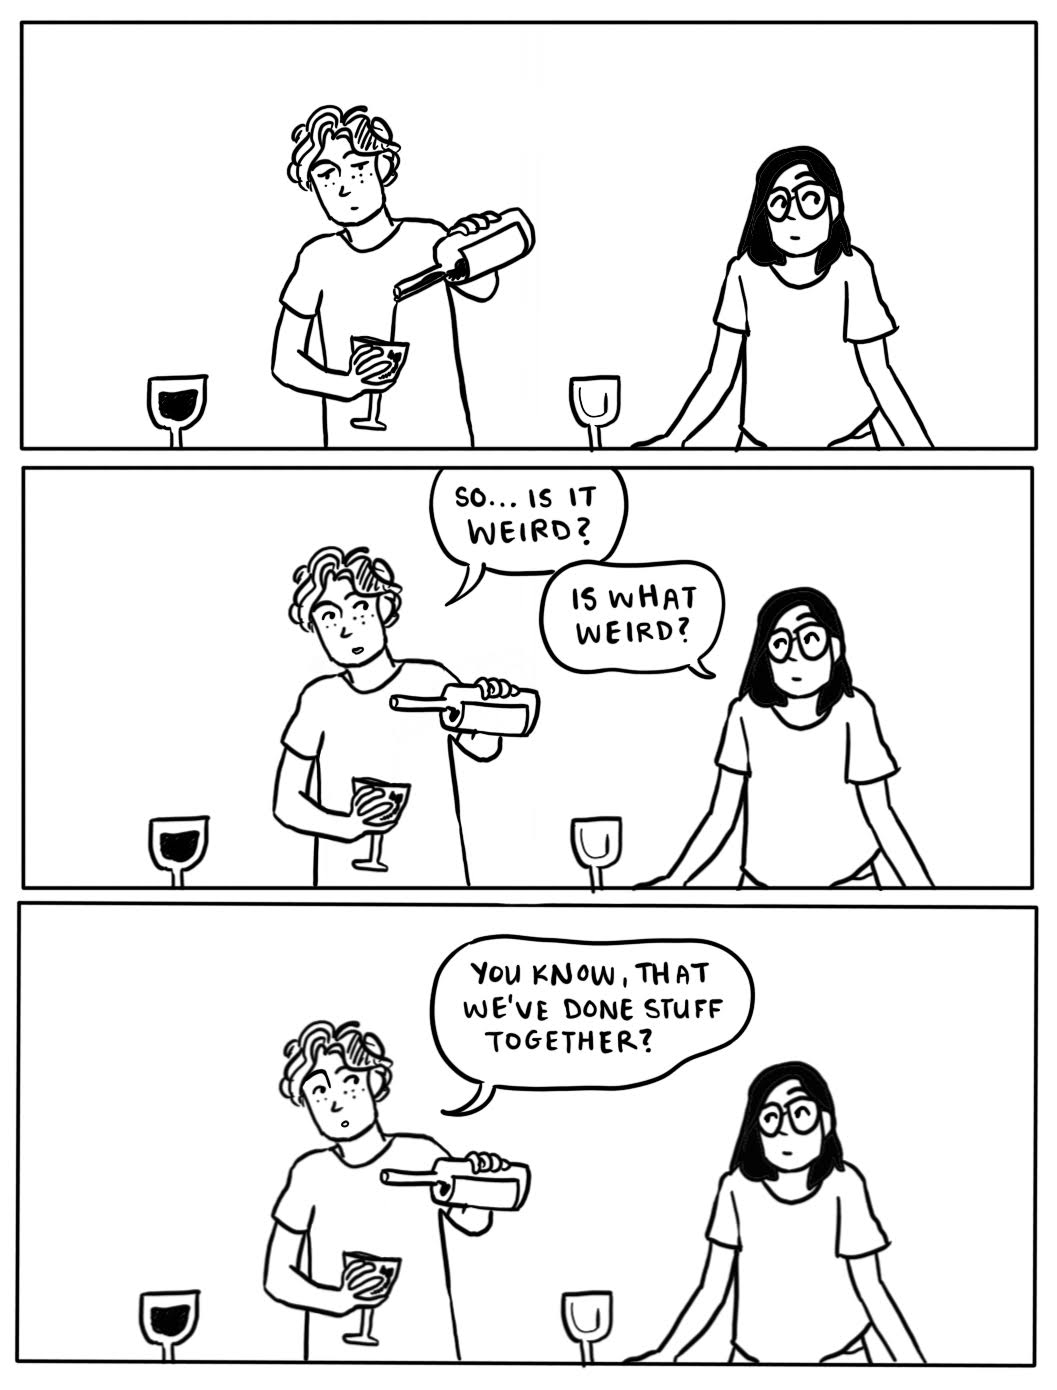 SO... IS IT
WEIRD?
IS WHAT
WEIRD?
YOU KNOW, THAT
WE'VE DONE STUFF
TOGETHER?